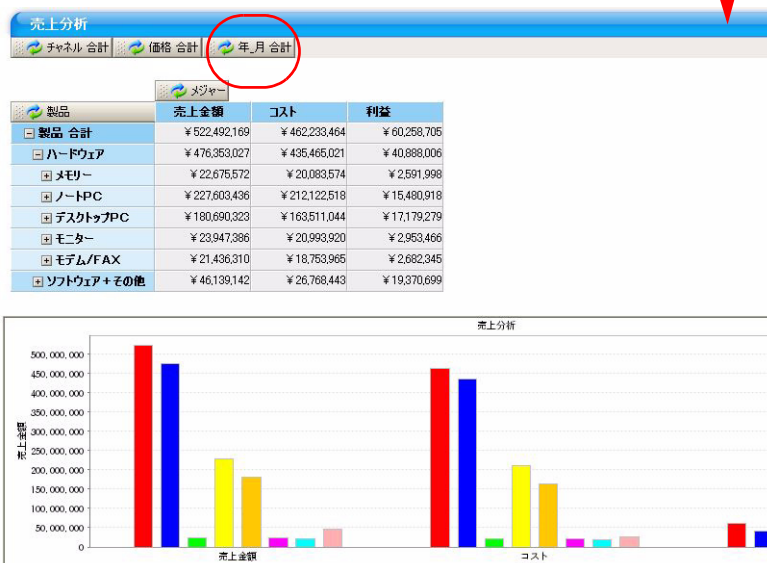 売上分析
チャネル 合計 価格 合計 年_月 合計
メジャー
製品 売上金額 コスト 利益
製品 合計 ¥522,492,169 ¥462,233,464 ¥60,258,705
ハードウェア ¥476,353,027 ¥435,465,021 ¥40,888,006
メモリー ¥22,675,572 ¥20,083,574 ¥2,591,998
ノートPC ¥227,603,436 ¥212,122,518 ¥15,480,918
デスクトップPC ¥180,690,323 ¥163,511,044 ¥17,179,279
モニター ¥23,947,386 ¥20,993,920 ¥2,953,466
モデム/FAX ¥21,436,310 ¥18,753,965 ¥2,682,345
ソフトウェア+その他 ¥46,139,142 ¥26,768,443 ¥19,370,699
売上分析
売上金額
500,000,000
450,000,000
400,000,000
350,000,000
300,000,000
250,000,000
200,000,000
150,000,000
100,000,000
50,000,000
0
売上金額 コスト